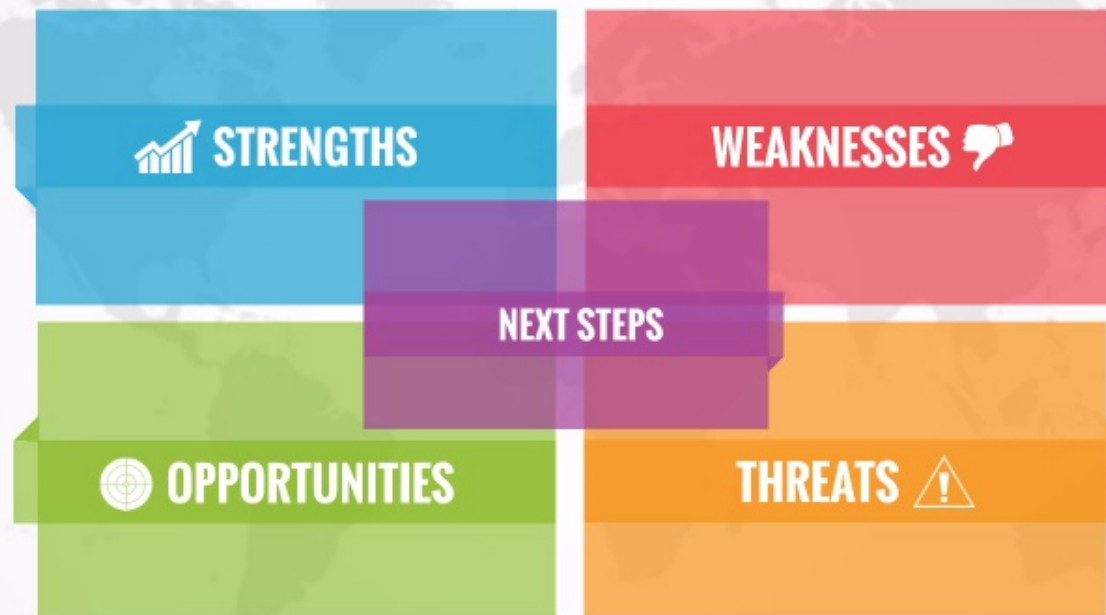 STRENGTHS
WEAKNESSES
NEXT STEPS
OPPORTUNITIES
THREATS